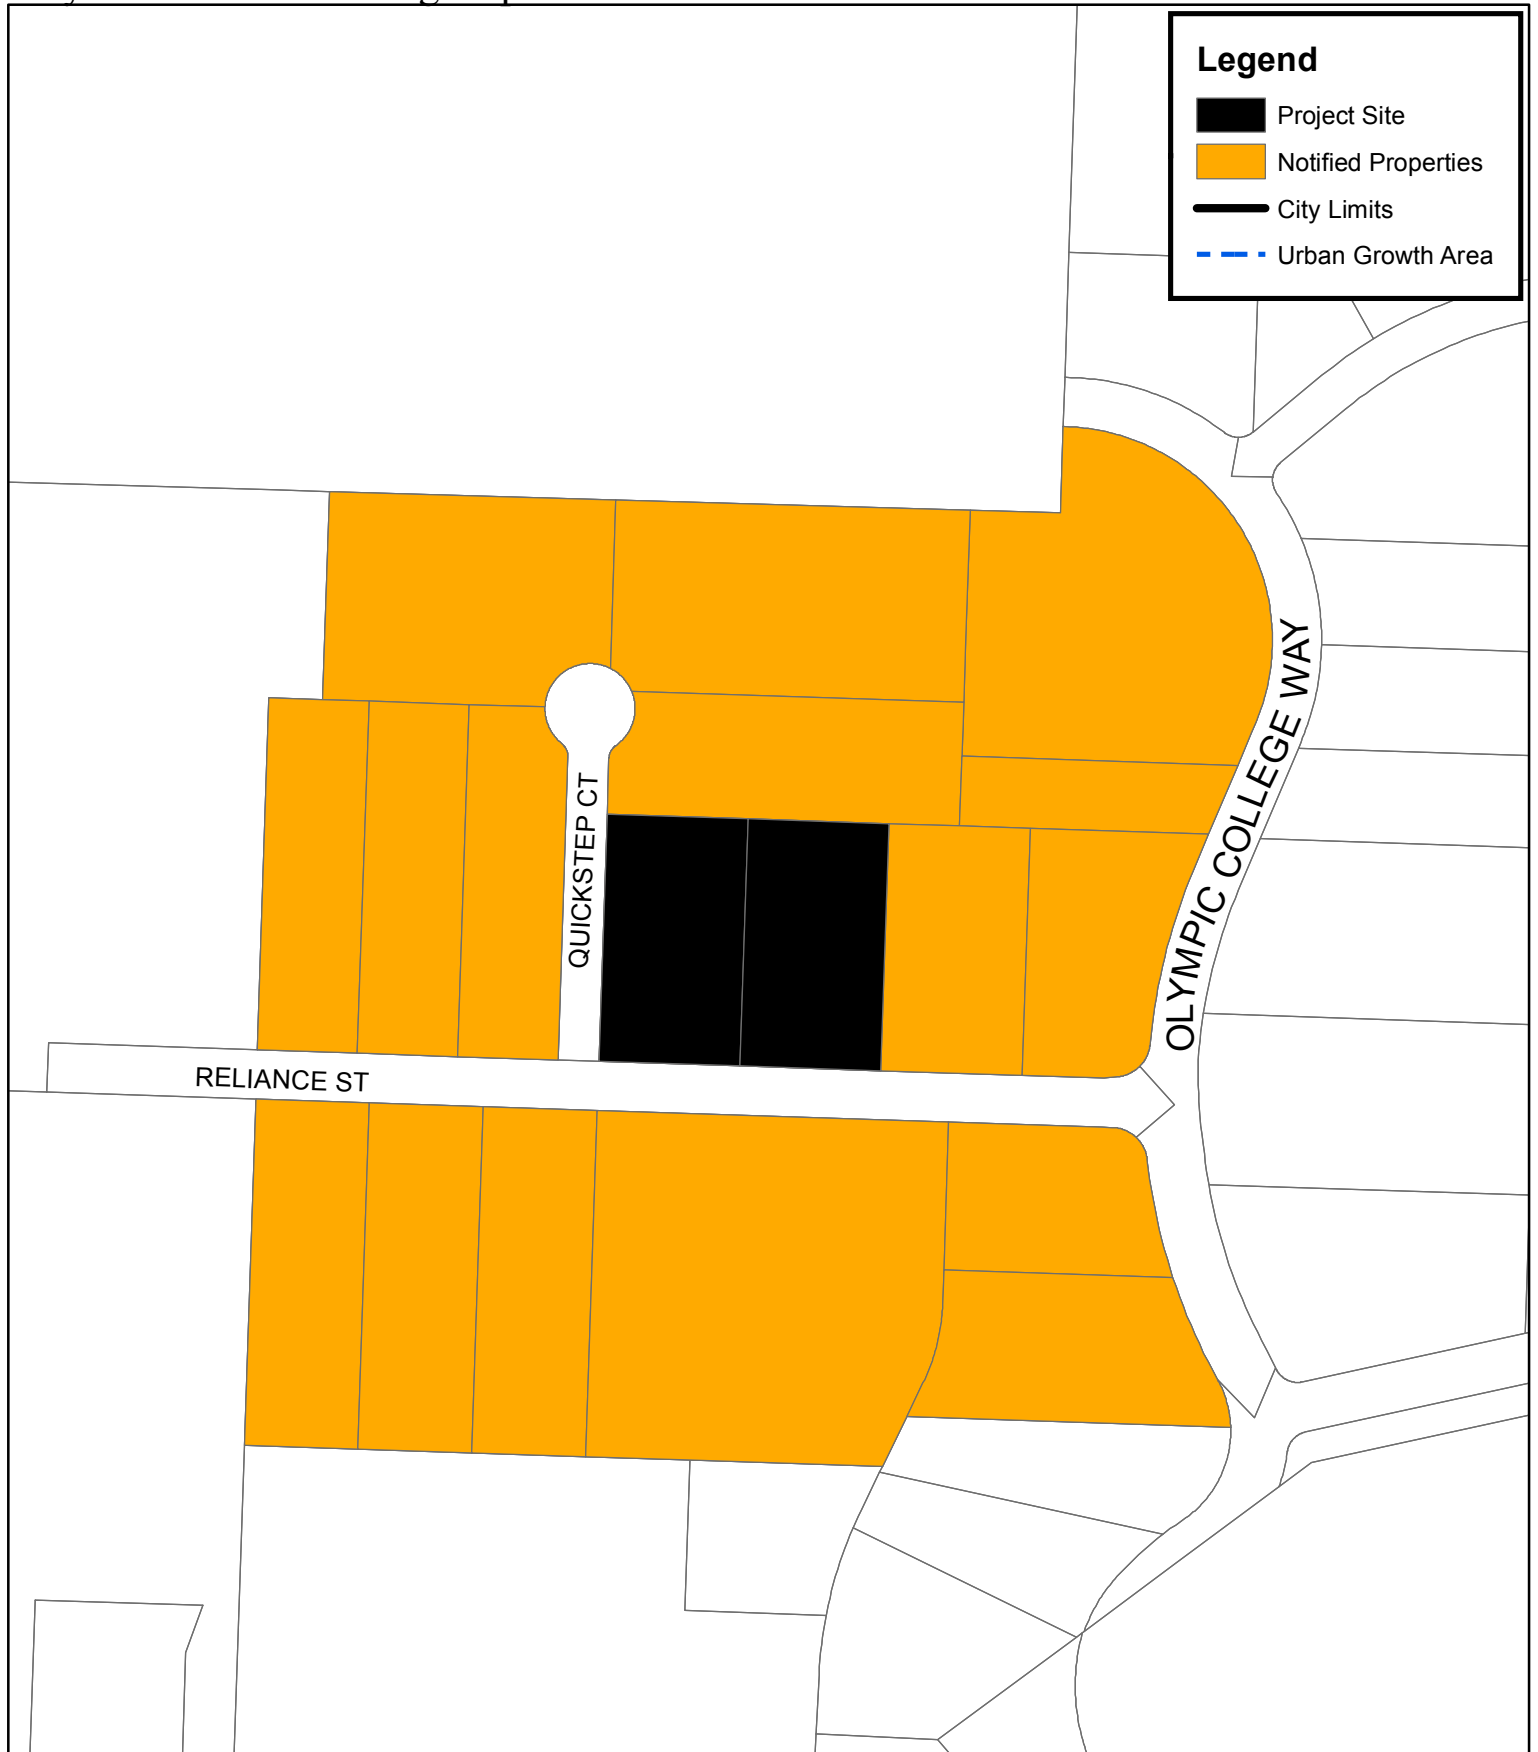 Legend
Project Site
Notified Properties
City Limits
Urban Growth Area
OLYMPIC COLLEGE WAY
QUICKSTEP CT
RELIANCE ST